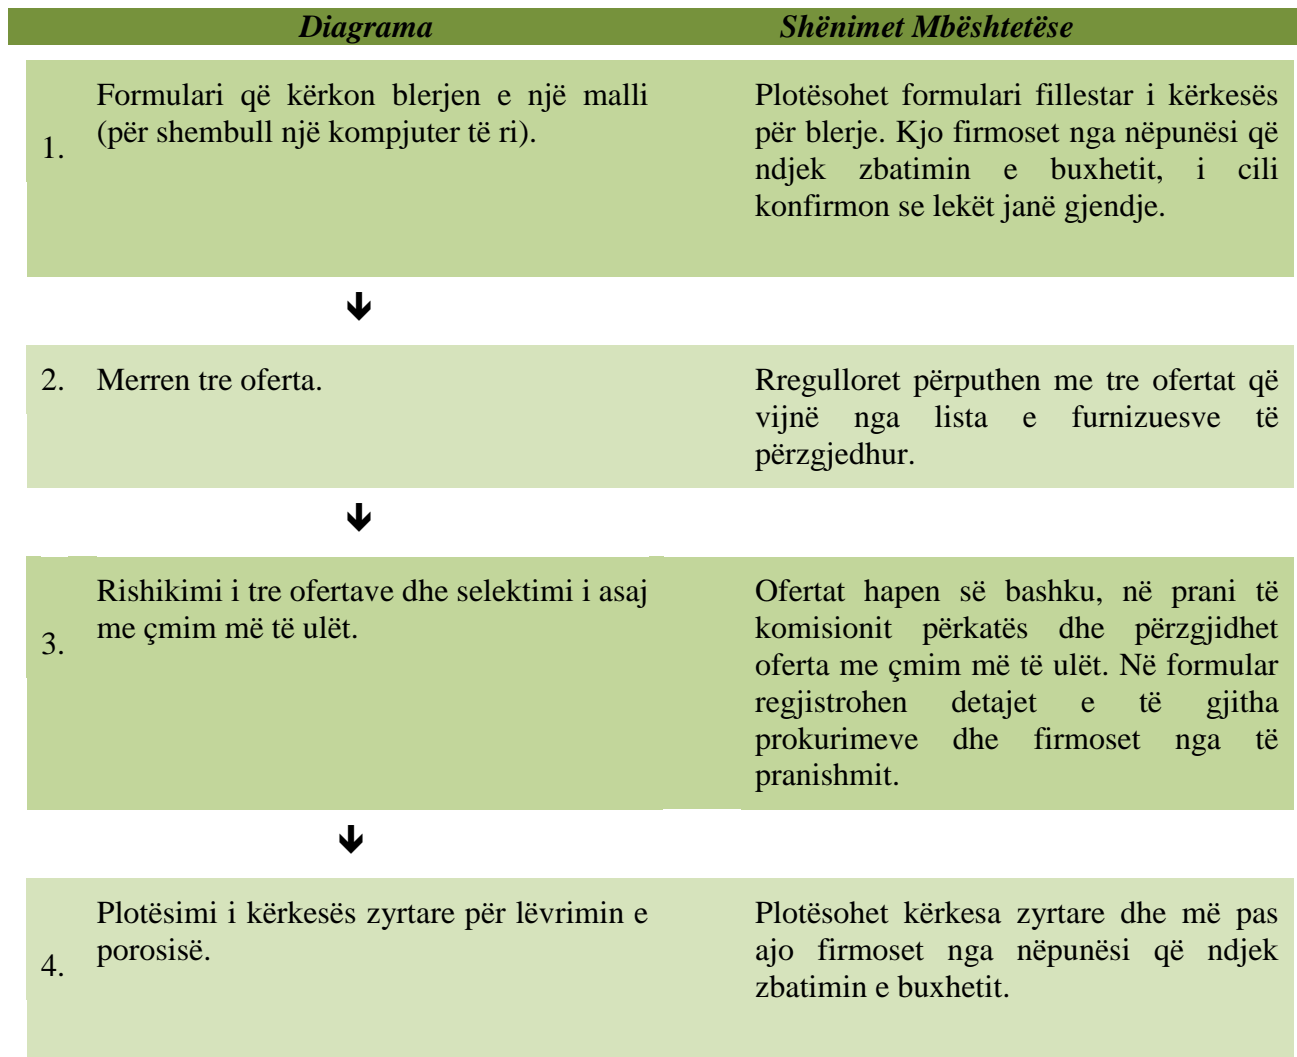 Diagrama Shënimet Mbështetëse
1.
Formulari që kërkon blerjen e një malli
(për shembull një kompjuter të ri).
Plotësohet formulari fillestar i kërkesës
për blerje. Kjo firmoset nga nëpunësi që
ndjek zbatimin e buxhetit, i cili
konfirmon se lekët janë gjendje.
🡫
2. Merren tre oferta.
Rregulloret përputhen me tre ofertat që
vijnë nga lista e furnizuesve të
përzgjedhur.
🡫
3.
Rishikimi i tre ofertave dhe selektimi i asaj
me çmim më të ulët.
Ofertat hapen së bashku, në prani të
komisionit përkatës dhe përzgjidhet
oferta me çmim më të ulët. Në formular
regjistrohen detajet e të gjitha
prokurimeve dhe firmoset nga të
pranishmit.
🡫
4.
Plotësimi i kërkesës zyrtare për lëvrimin e
porosisë.
Plotësohet kërkesa zyrtare dhe më pas
ajo firmoset nga nëpunësi që ndjek
zbatimin e buxhetit.